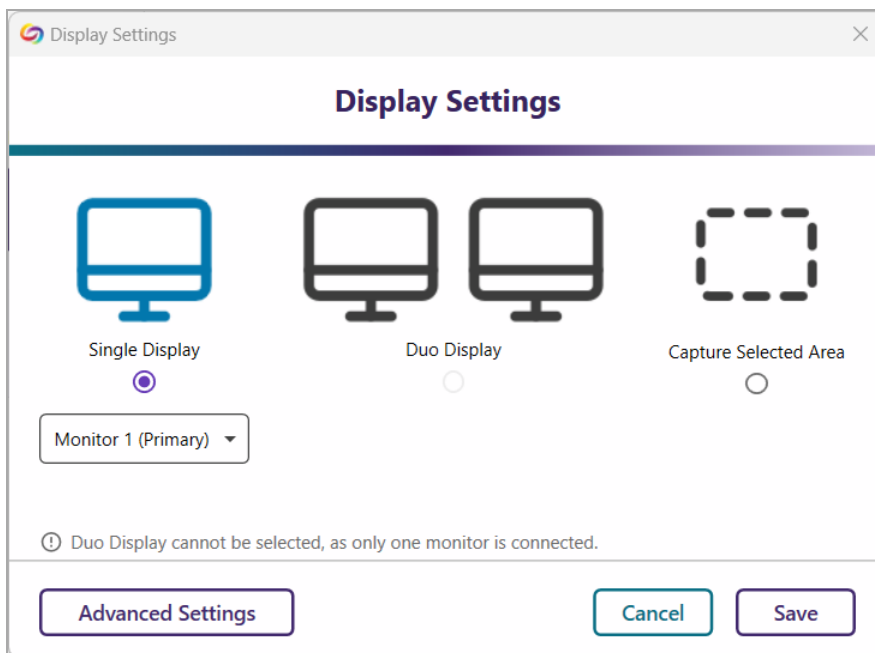 Display Settings
Display Settings
Single Display
Duo Display
Capture Selected Area
Monitor 1 (Primary)
Duo Display cannot be selected, as only one monitor is connected.
Advanced Settings
Cancel
Save